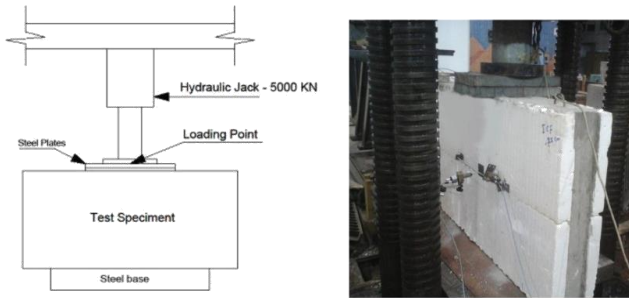 Hydraulic Jack - 5000 KN
Loading Point
Steel Plates
Test Speciment
Steel base